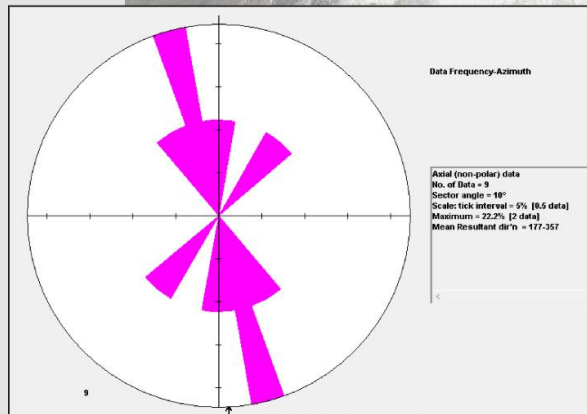 Data Frequency-Azimuth
Axial (non-polar) data
No. of Data = 9
Sector angle = 10°
Scale: tick interval = 5% [0.5 data]
Maximum = 22.2% [2 data]
Mean Resultant dir'n = 177-357
9